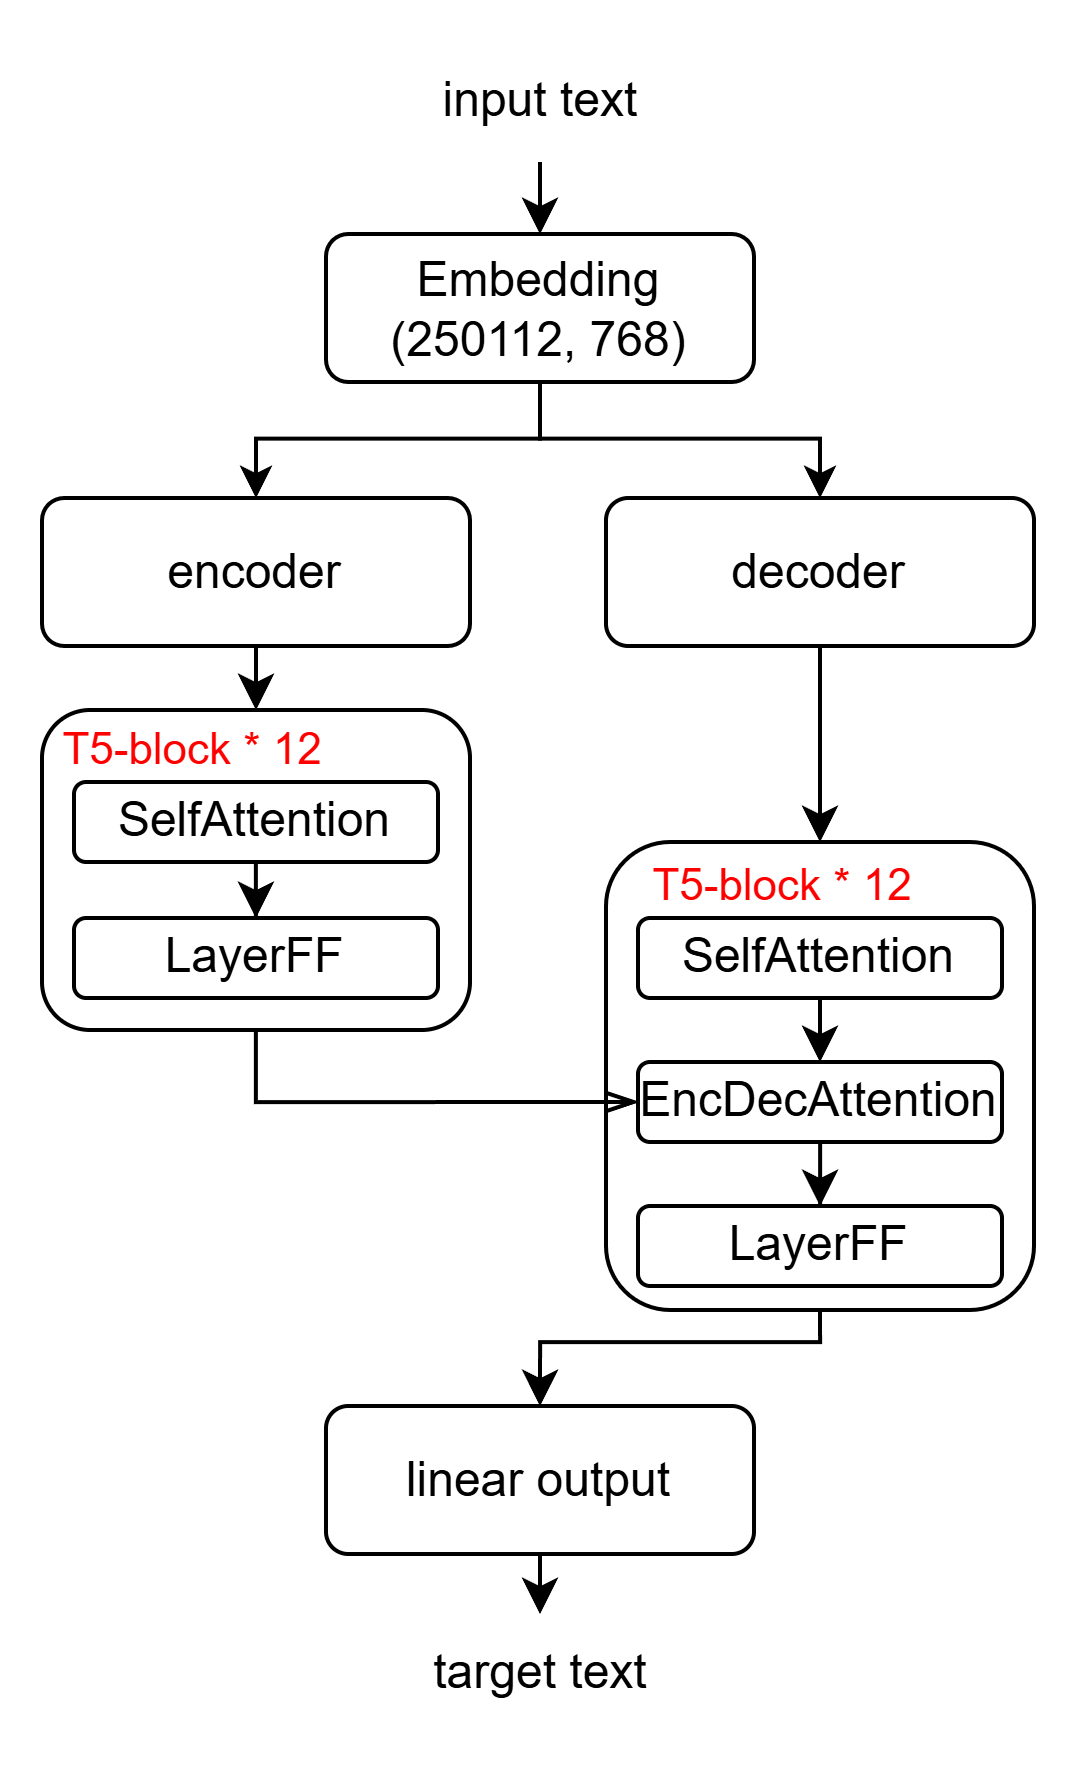 input text
Embedding
(250112, 768)
encoder
decoder
T5-block * 12
SelfAttention
LayerFF
T5-block * 12
SelfAttention
EncDecAttention
LayerFF
linear output
target text